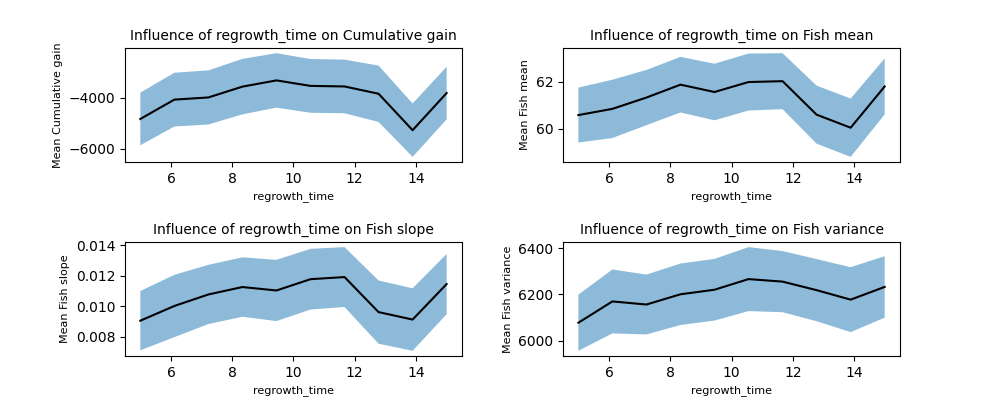 Influence of regrowth_time on Cumulative gain
Mean Cumulative gain
−4000
−6000
6 8 10 12 14
regrowth_time
Influence of regrowth_time on Fish mean
Mean Fish mean
62
60
6 8 10 12 14
regrowth_time
Influence of regrowth_time on Fish slope
Mean Fish slope
0.014
0.012
0.010
0.008
6 8 10 12 14
regrowth_time
Influence of regrowth_time on Fish variance
Mean Fish variance
6400
6200
6000
6 8 10 12 14
regrowth_time